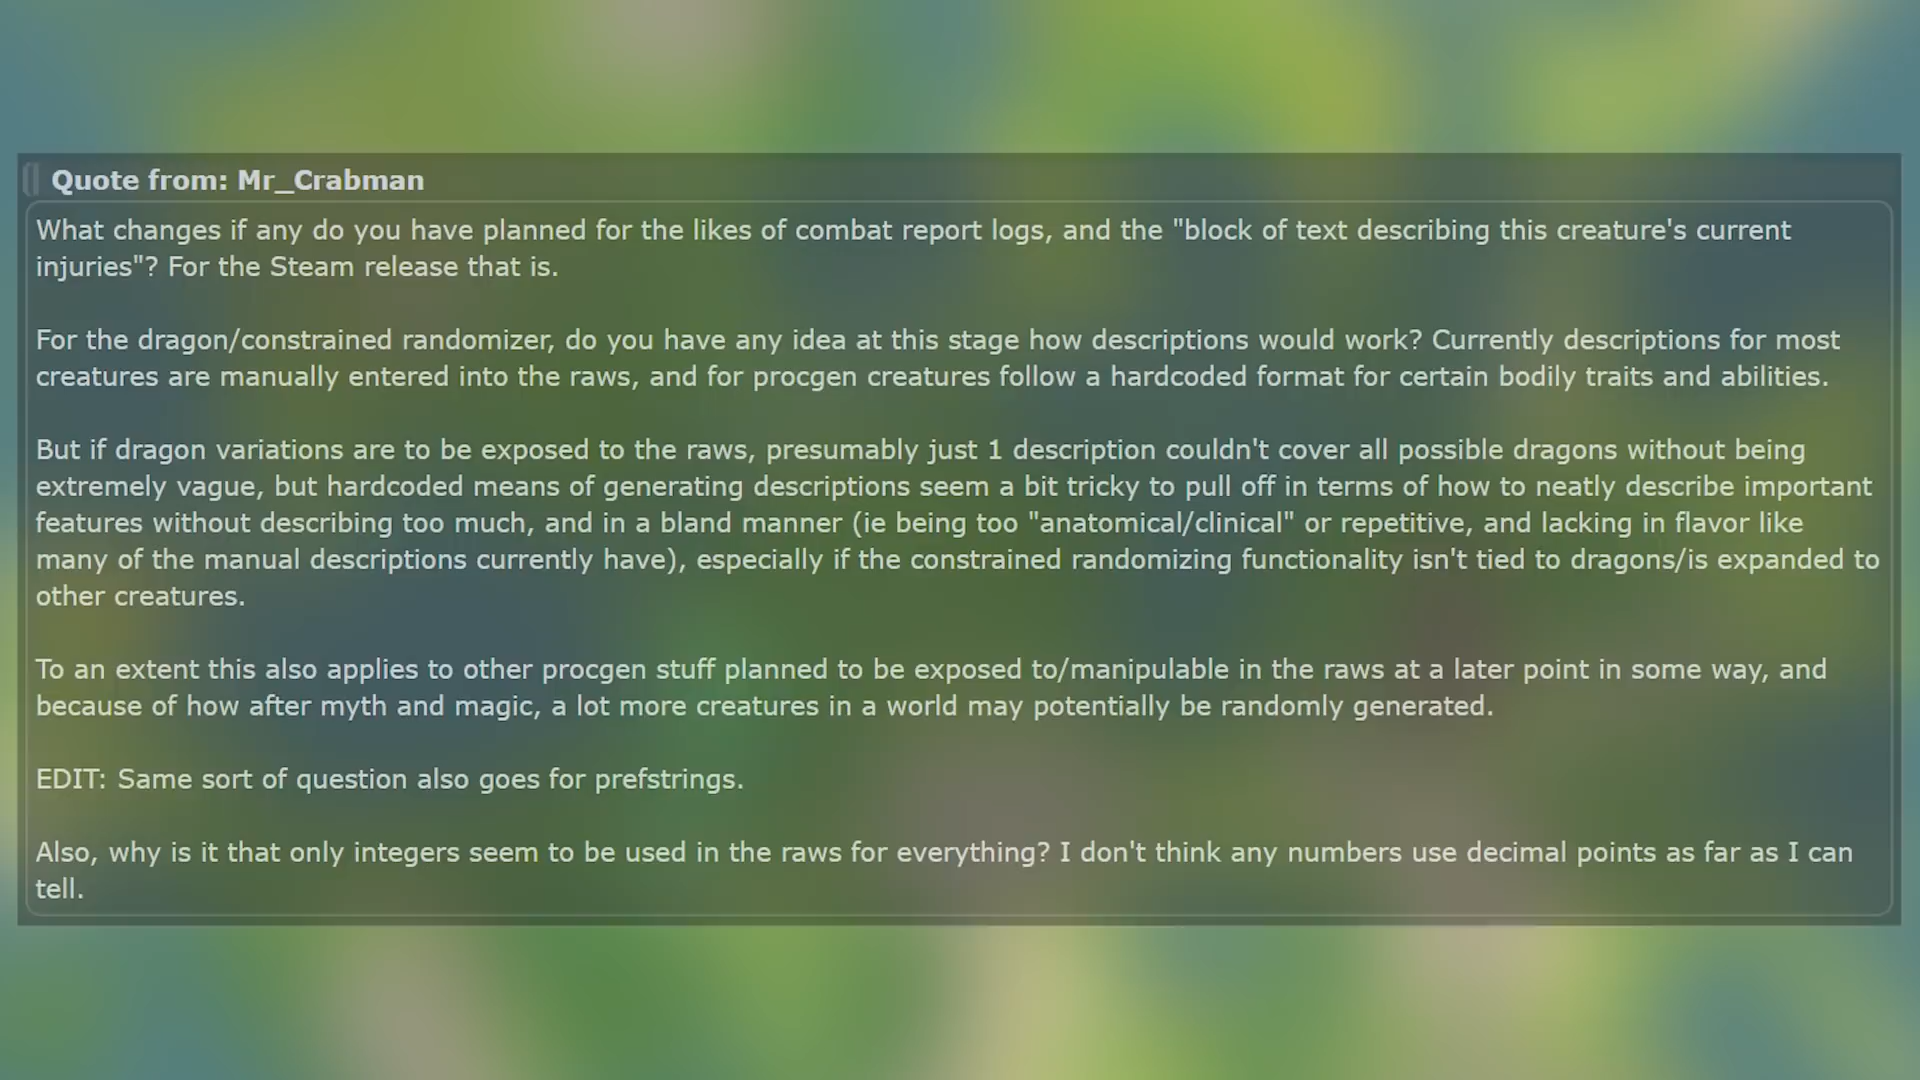 Quote from: Mr_Crabman
What changes if any do you have planned for the likes of combat report logs, and the "block of text describing this creature's current
injuries"? For the Steam release that is.
For the dragon/constrained randomizer, do you have any idea at this stage how descriptions would work? Currently descriptions for most
creatures are manually entered into the raws, and for procgen creatures follow a hardcoded format for certain bodily traits and abilities.
But if dragon variations are to be exposed to the raws, presumably just 1 description couldn't cover all possible dragons without being
extremely vague, but hardcoded means of generating descriptions seem a bit tricky to pull off in terms of how to neatly describe important
features without describing too much, and in a bland manner (ie being too "anatomical/clinical" or repetitive, and lacking in flavor like
many of the manual descriptions currently have), especially if the constrained randomizing functionality isn't tied to dragons/is expanded to
other creatures.
To an extent this also applies to other procgen stuff planned to be exposed to/manipulable in the raws at a later point in some way, and
because of how after myth and magic, a lot more creatures in a world may potentially be randomly generated.
EDIT: Same sort of question also goes for prefstrings.
Also, why is it that only integers seem to be used in the raws for everything? I don't think any numbers use decimal points as far as I can
tell.